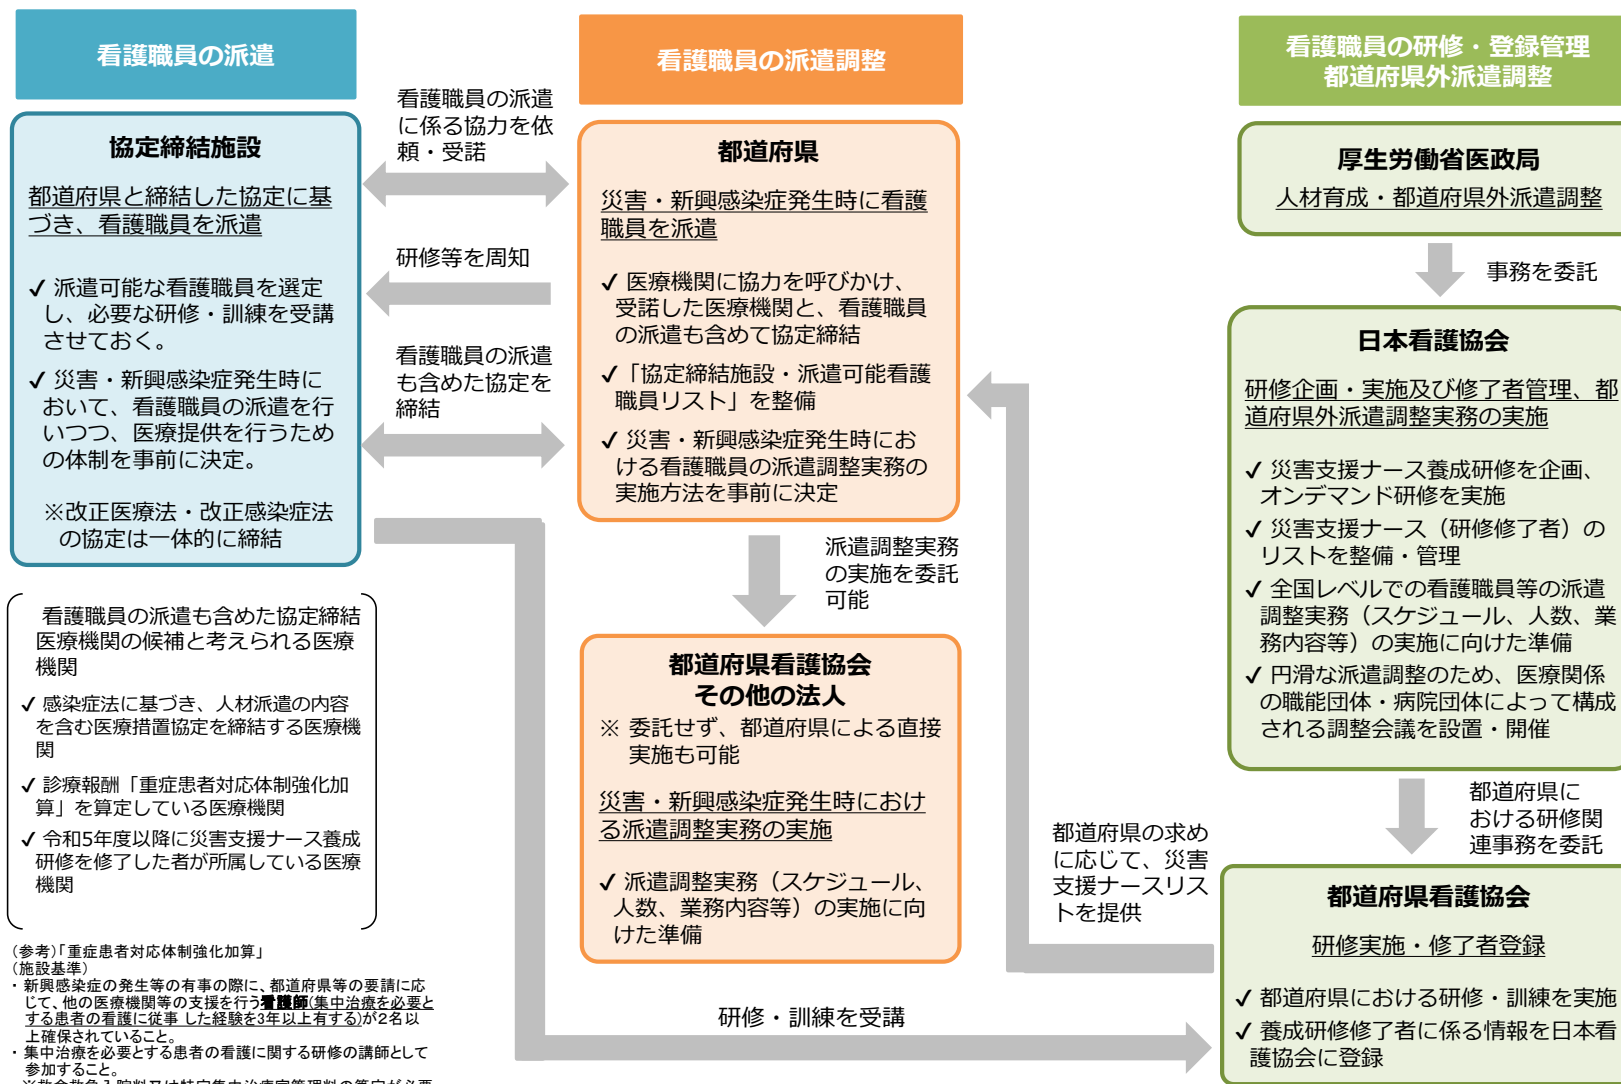 看護職員の派遣
協定締結施設
都道府県と締結した協定に基
づき、看護職員を派遣
✓ 派遣可能な看護職員を選定
し、必要な研修・訓練を受講
させておく。
✓ 災害・新興感染症発生時に
おいて、看護職員の派遣を行
いつつ、医療提供を行うため
の体制を事前に決定。
※改正医療法・改正感染症法
の協定は一体的に締結
看護職員の派遣も含めた協定締結
医療機関の候補と考えられる医療
機関
✓ 感染症法に基づき、人材派遣の内容
を含む医療措置協定を締結する医療機
関
✓ 診療報酬「重症患者対応体制強化加
算」を算定している医療機関
✓ 令和5年度以降に災害支援ナース養成
研修を修了した者が所属している医療
機関
(参考)「重症患者対応体制強化加算」
(施設基準)
・新興感染症の発生等の有事の際に、都道府県等の要請に応
じて、他の医療機関等の支援を行う看護師(集中治療を必要と
する患者の看護に従事 した経験を3年以上有する)が2名以
上確保されていること。
・集中治療を必要とする患者の看護に関する研修の講師として
参加すること。
※救命救急入院料又は特定集中治療室管理料の算定が必要
看護職員の派遣
に係る協力を依
頼・受諾
研修等を周知
看護職員の派遣
も含めた協定を
締結
看護職員の派遣調整
都道府県
災害・新興感染症発生時に看護
職員を派遣
✓ 医療機関に協力を呼びかけ、
受諾した医療機関と、看護職員
の派遣も含めて協定締結
✓「協定締結施設・派遣可能看護
職員リスト」を整備
✓ 災害・新興感染症発生時にお
ける看護職員の派遣調整実務の
実施方法を事前に決定
派遣調整実務
の実施を委託
可能
都道府県看護協会
その他の法人
※ 委託せず、都道府県による直接
実施も可能
災害・新興感染症発生時におけ
る派遣調整実務の実施
✓ 派遣調整実務（スケジュール、
人数、業務内容等）の実施に向
けた準備
研修・訓練を受講
都道府県の求め
に応じて、災害
支援ナースリス
トを提供
看護職員の研修・登録管理
都道府県外派遣調整
厚生労働省医政局
人材育成・都道府県外派遣調整
事務を委託
日本看護協会
研修企画・実施及び修了者管理、都
道府県外派遣調整実務の実施
✓ 災害支援ナース養成研修を企画、
オンデマンド研修を実施
✓ 災害支援ナース（研修修了者）の
リストを整備・管理
✓ 全国レベルでの看護職員等の派遣
調整実務（スケジュール、人数、業
務内容等）の実施に向けた準備
✓ 円滑な派遣調整のため、医療関係
の職能団体・病院団体によって構成
される調整会議を設置・開催
都道府県に
おける研修関
連事務を委託
都道府県看護協会
研修実施・修了者登録
✓ 都道府県における研修・訓練を実施
✓ 養成研修修了者に係る情報を日本看
護協会に登録